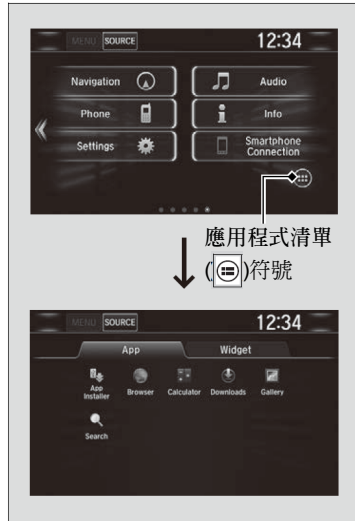 MENU SOURCE 12:34
Navigation Audio
Phone Info
Settings Smartphone
Connection
應用程式清單
()符號
MENU SOURCE 12:34
App Widget
App
Installer Browser Calculator Downloads Gallery
Search